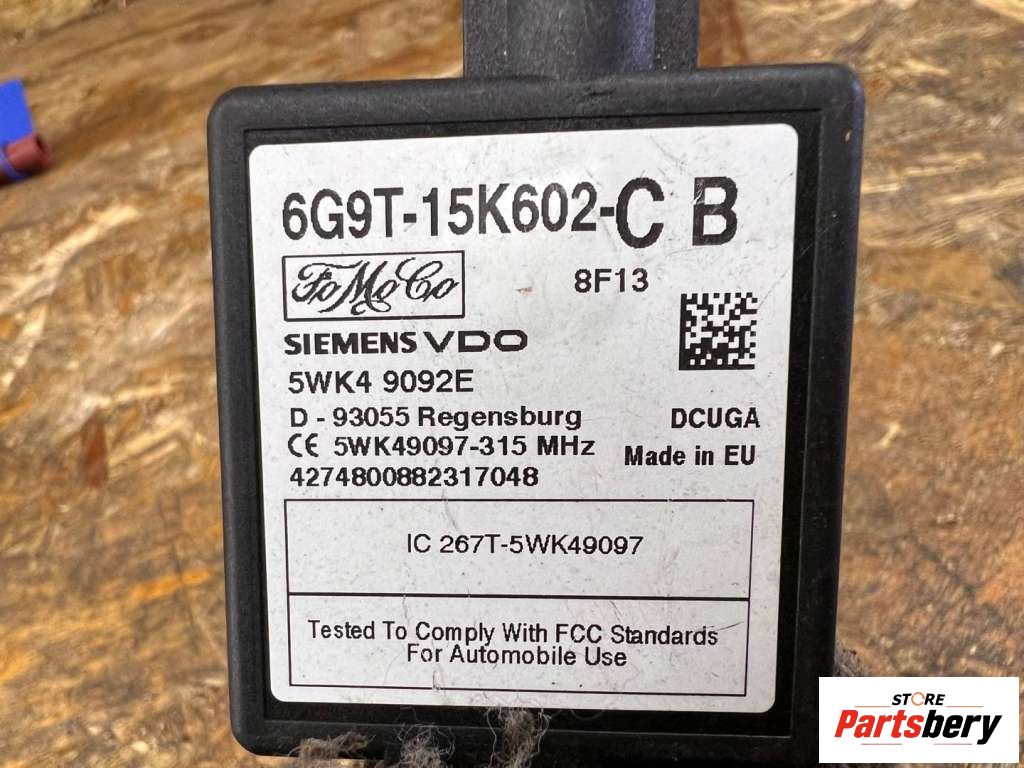 6G9T-15K602-C B
FoMoCo
8F13
SIEMENS VDO
5WK4 9092E
D - 93055 Regensburg
DCUGA
CE 5WK49097-315 MHz
Made in EU
4274800882317048
IC 267T-5WK49097
Tested To Comply With FCC Standards
For Automobile Use
STORE
Partsbery